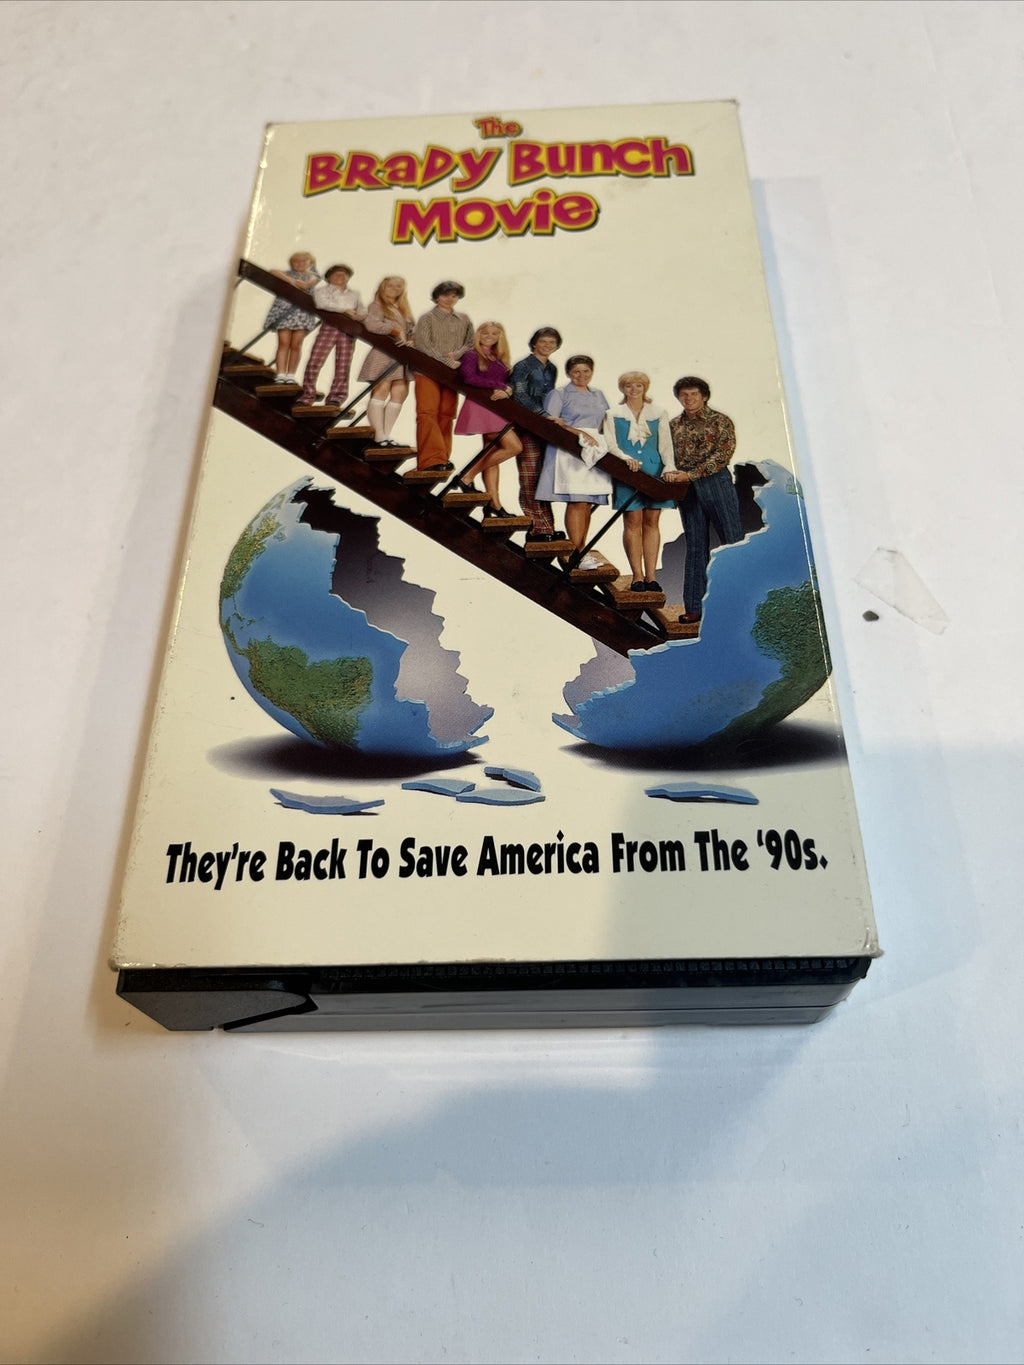 The
BRADY BUNCH
MOVIE
They're Back To Save America From The '90s.